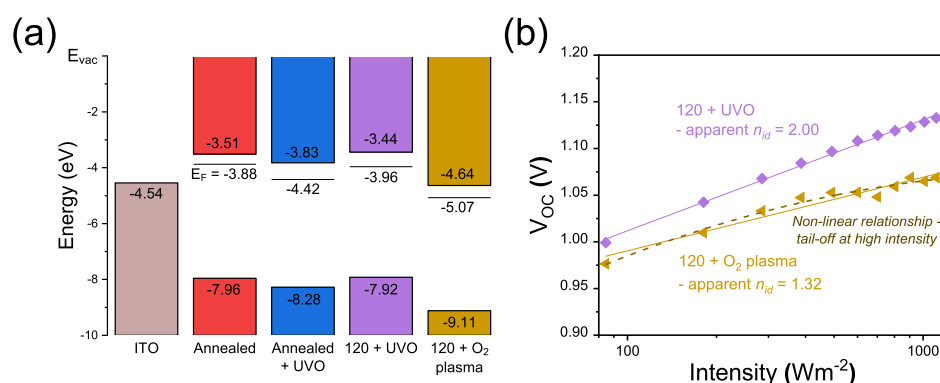 (a)
E_vac
-2
-4
-6
-8
-10
Energy (eV)
-4.54
-3.51
E_F = -3.88
-7.96
-3.83
-4.42
-8.28
-3.44
-3.96
-7.92
-4.64
-5.07
-9.11
ITO
Annealed
Annealed
+ UVO
120 + UVO
120 + O₂
plasma
(b)
1.20
1.15
1.10
1.05
1.00
0.95
0.90
V_OC (V)
120 + UVO
- apparent n_id = 2.00
Non-linear relationship -
tail-off at high intensity
120 + O₂ plasma
- apparent n_id = 1.32
100
1000
Intensity (Wm⁻²)